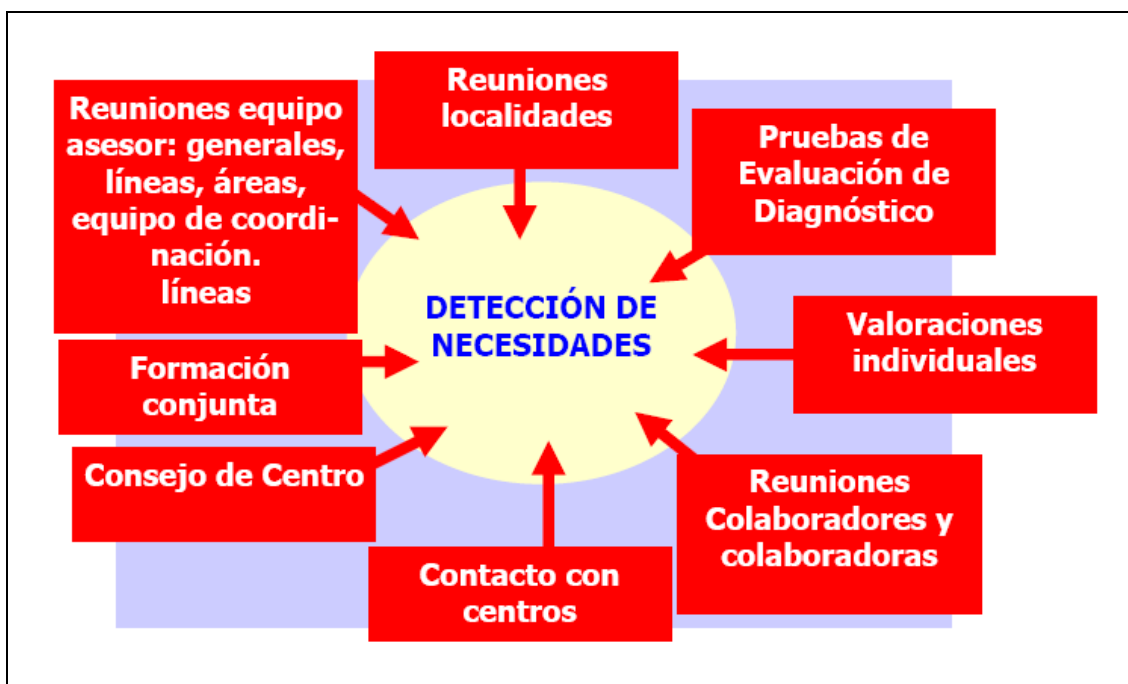 Reuniones equipo
asesor: generales,
líneas, áreas,
equipo de coordi-
nación.
líneas
Reuniones
localidades
Pruebas de
Evaluación de
Diagnóstico
DETECCIÓN DE
NECESIDADES
Valoraciones
individuales
Formación
conjunta
Consejo de Centro
Contacto con
centros
Reuniones
Colaboradores y
colaboradoras